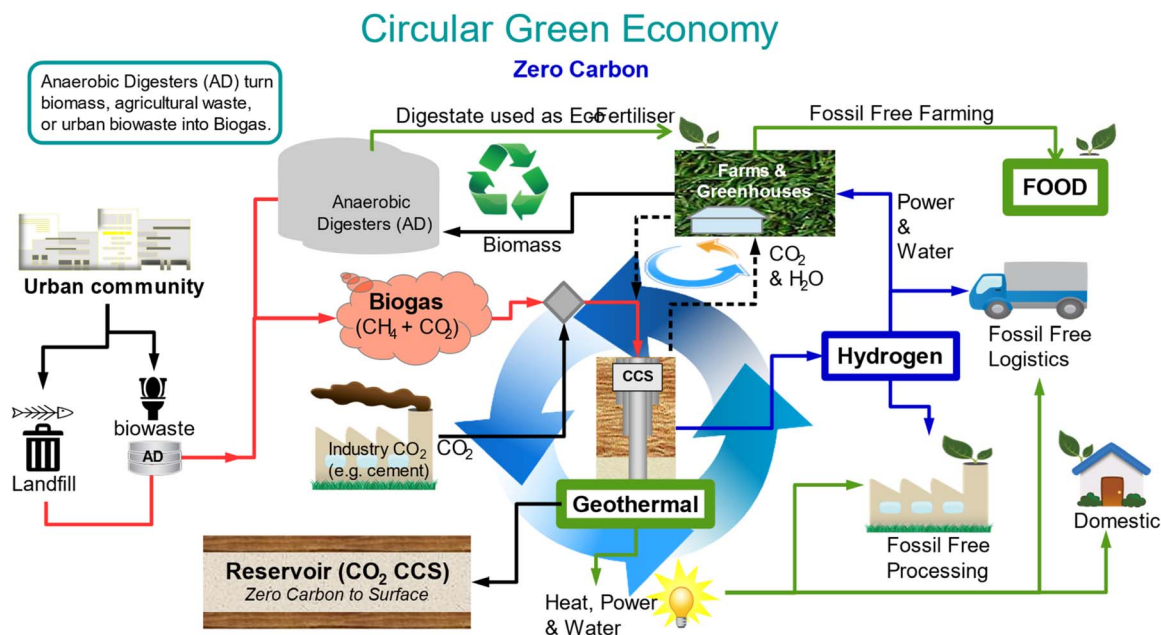 Circular Green Economy
Zero Carbon
Anaerobic Digesters (AD) turn
biomass, agricultural waste,
or urban biowaste into Biogas.
Digestate used as Eco-Fertiliser
Fossil Free Farming
Farms &
Greenhouses
FOOD
Anaerobic
Digesters (AD)
Biomass
Power
&
Water
CO₂
& H₂O
Urban community
Biogas
(CH₄ + CO₂)
Fossil Free
Logistics
Hydrogen
CCS
biowaste
AD
Landfill
Industry CO₂
(e.g. cement)
CO₂
Geothermal
Domestic
Fossil Free
Processing
Reservoir (CO₂ CCS)
Zero Carbon to Surface
Heat, Power
& Water